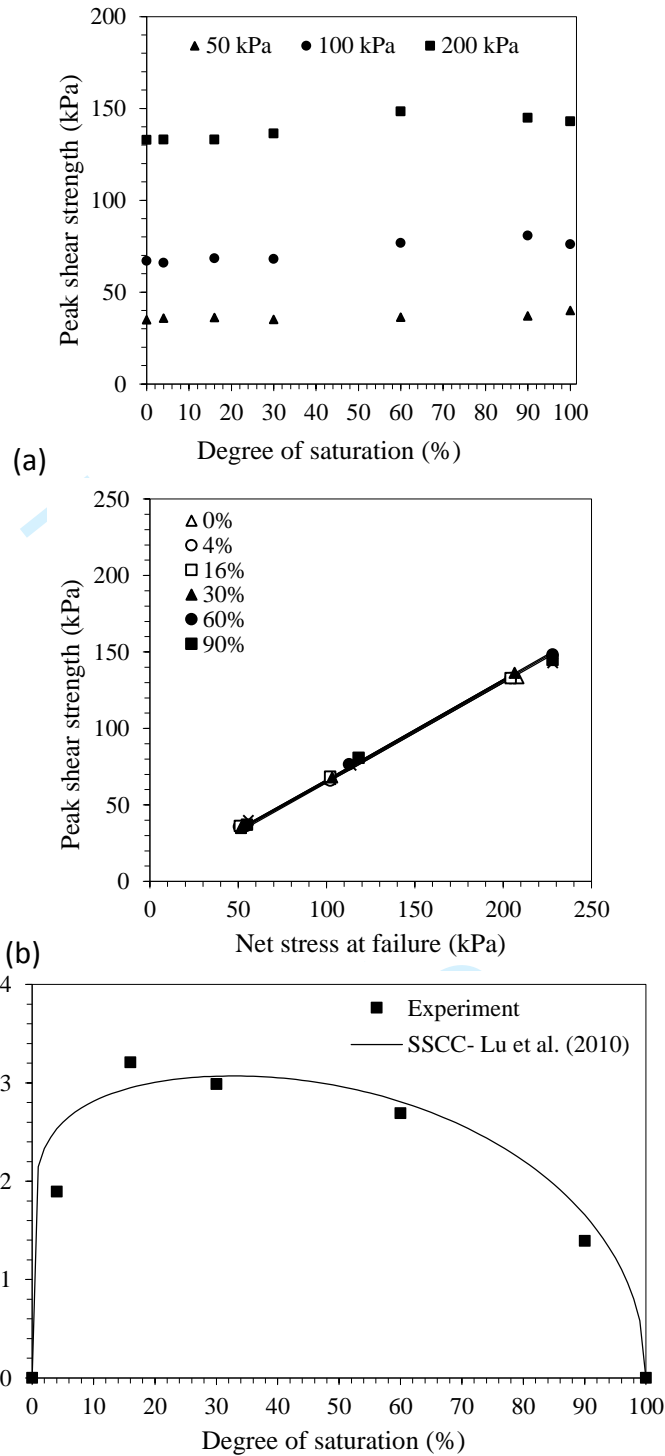 200
50 kPa 100 kPa 200 kPa
150
100
50
0
0 10 20 30 40 50 60 70 80 90 100
Peak shear strength (kPa)
Degree of saturation (%)
(a)
250
0%
4%
16%
30%
60%
90%
200
150
100
50
0
0 50 100 150 200 250
Peak shear strength (kPa)
Net stress at failure (kPa)
(b)
4
Experiment
SSCC- Lu et al. (2010)
3
2
1
0
0 10 20 30 40 50 60 70 80 90 100
Degree of saturation (%)